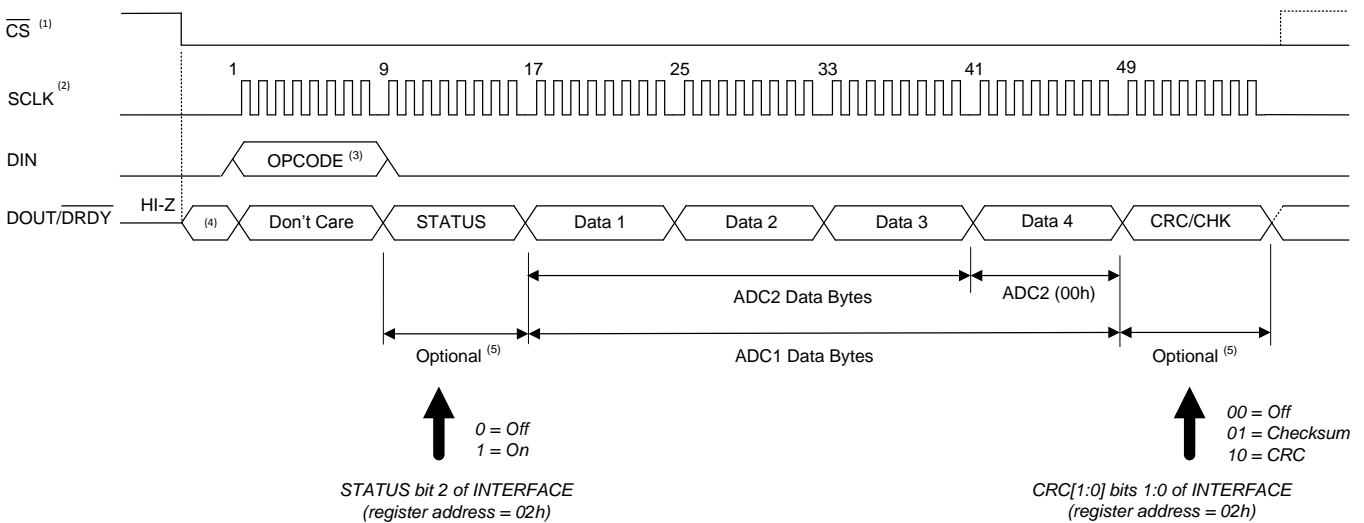 CS (1)
1 9 17 25 33 41 49
SCLK (2)
DIN
OPCODE (3)
DOUT/DRDY
HI-Z
(4)
Don't Care
STATUS
Data 1
Data 2
Data 3
Data 4
CRC/CHK
ADC2 Data Bytes
ADC2 (00h)
Optional (5)
ADC1 Data Bytes
Optional (5)
0 = Off
1 = On
00 = Off
01 = Checksum
10 = CRC
STATUS bit 2 of INTERFACE
(register address = 02h)
CRC[1:0] bits 1:0 of INTERFACE
(register address = 02h)